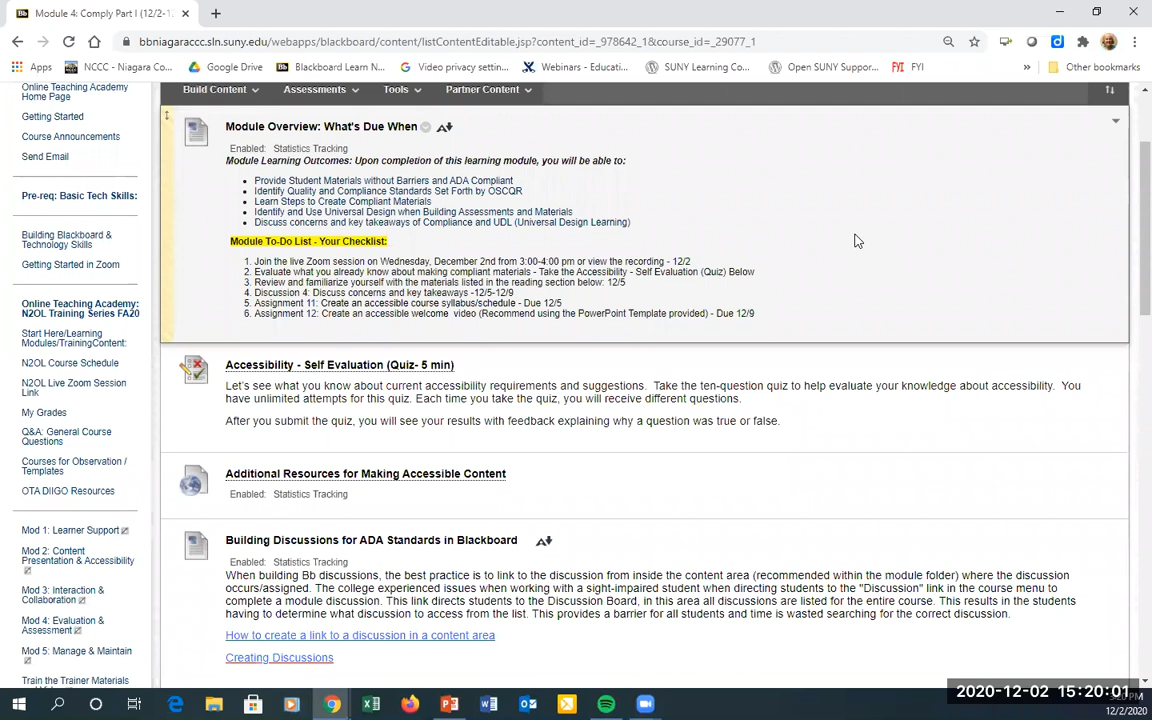 Module 4: Comply Part I (12/2-1
bbniagaraccc.sln.suny.edu/webapps/blackboard/content/listContentEditable.jsp?content_id=_978642_1&course_id=_29077_1
Apps
NCCC - Niagara Co...
Google Drive
Blackboard Learn N...
Video privacy settin...
Webinars - Educati...
SUNY Learning Co...
Open SUNY Suppor...
FYI
Other bookmarks
Online Teaching Academy
Home Page
Getting Started
Course Announcements
Send Email
Pre-req: Basic Tech Skills:
Building Blackboard &
Technology Skills
Getting Started in Zoom
Online Teaching Academy:
N2OL Training Series FA20
Start Here/Learning
Modules/TrainingContent:
N2OL Course Schedule
N2OL Live Zoom Session
Link
My Grades
Q&A: General Course
Questions
Courses for Observation /
Templates
OTA DIIGO Resources
Mod 1: Learner Support
Mod 2: Content
Presentation & Accessibility
Mod 3: Interaction &
Collaboration
Mod 4: Evaluation &
Assessment
Mod 5: Manage & Maintain
Train the Trainer Materials
Build Content
Assessments
Tools
Partner Content
Module Overview: What's Due When
Enabled: Statistics Tracking
Module Learning Outcomes: Upon completion of this learning module, you will be able to:
• Provide Student Materials without Barriers and ADA Compliant
• Identify Quality and Compliance Standards Set Forth by OSCQR
• Learn Steps to Create Compliant Materials
• Identify and Use Universal Design when Building Assessments and Materials
• Discuss concerns and key takeaways of Compliance and UDL (Universal Design Learning)
Module To-Do List - Your Checklist:
1. Join the live Zoom session on Wednesday, December 2nd from 3:00-4:00 pm or view the recording - 12/2
2. Evaluate what you already know about making compliant materials - Take the Accessibility - Self Evaluation (Quiz) Below
3. Review and familiarize yourself with the materials listed in the reading section below: 12/5
4. Discussion 4: Discuss concerns and key takeaways -12/5-12/9
5. Assignment 11: Create an accessible course syllabus/schedule - Due 12/5
6. Assignment 12: Create an accessible welcome video (Recommend using the PowerPoint Template provided) - Due 12/9
Accessibility - Self Evaluation (Quiz- 5 min)
Let's see what you know about current accessibility requirements and suggestions. Take the ten-question quiz to help evaluate your knowledge about accessibility. You
have unlimited attempts for this quiz. Each time you take the quiz, you will receive different questions.
After you submit the quiz, you will see your results with feedback explaining why a question was true or false.
Additional Resources for Making Accessible Content
Enabled: Statistics Tracking
Building Discussions for ADA Standards in Blackboard
Enabled: Statistics Tracking
When building Bb discussions, the best practice is to link to the discussion from inside the content area (recommended within the module folder) where the discussion
occurs/assigned. The college experienced issues when working with a sight-impaired student when directing students to the "Discussion" link in the course menu to
complete a module discussion. This link directs students to the Discussion Board, in this area all discussions are listed for the entire course. This results in the students
having to determine what discussion to access from the list. This provides a barrier for all students and time is wasted searching for the correct discussion.
How to create a link to a discussion in a content area
Creating Discussions
2020-12-02 15:20:01
12/2/2020